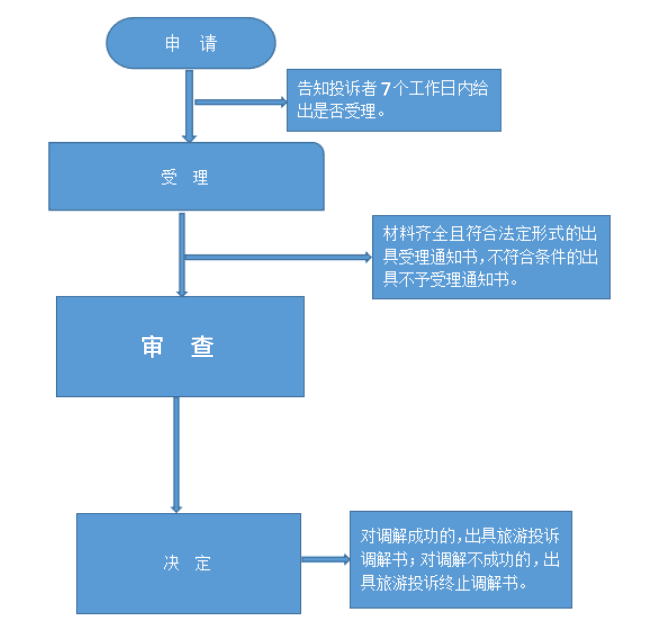 申 请
告知投诉者7个工作日内给
出是否受理。
受 理
材料齐全且符合法定形式的出
具受理通知书，不符合条件的出
具不予受理通知书。
审 查
决 定
对调解成功的，出具旅游投诉
调解书；对调解不成功的，出
具旅游投诉终止调解书。